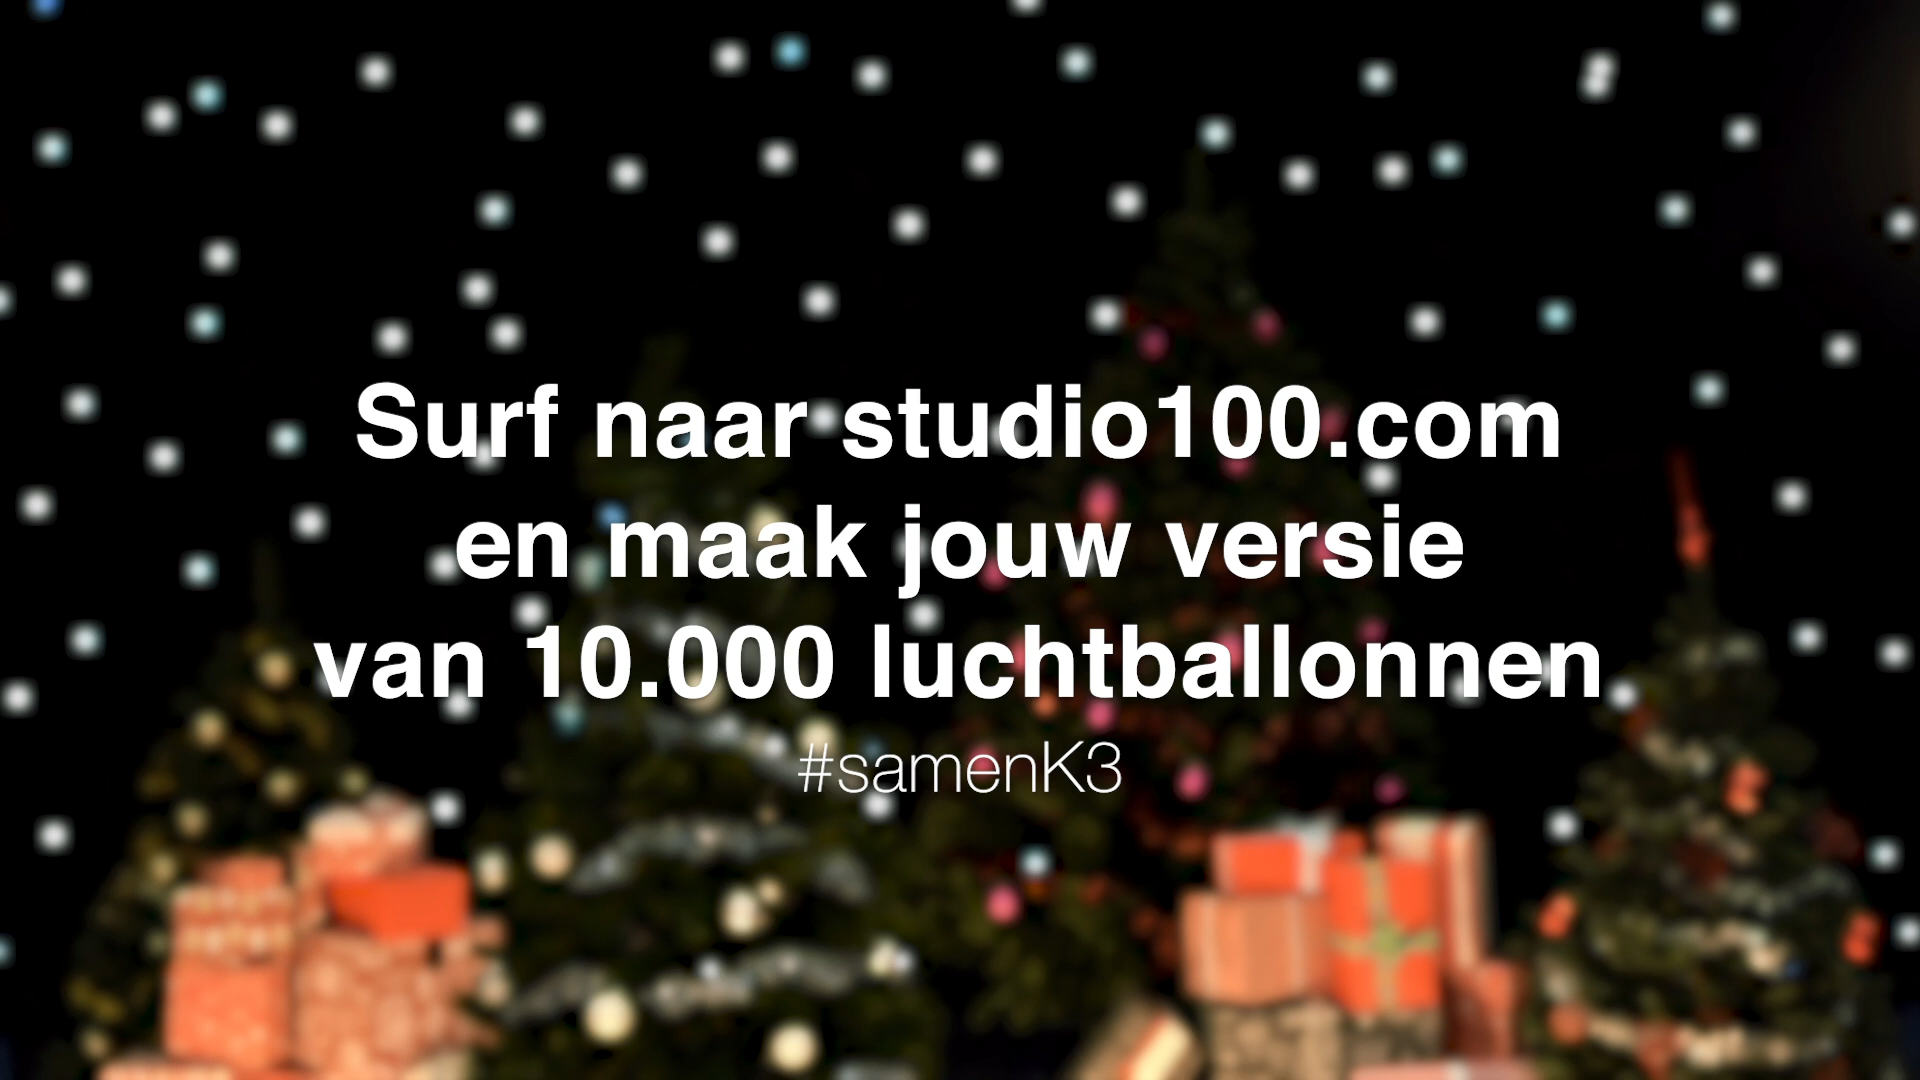 Surf naar studio100.com
en maak jouw versie
van 10.000 luchtballonnen
#samenK3